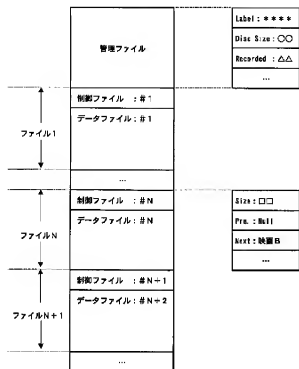 管理ファイル
Label : ****
Disc Size : ○○
Recorded : △△
...
制御ファイル : #1
データファイル : #1
ファイル1
...
制御ファイル : #N
データファイル : #N
ファイルN
Size : □□
Pre. : Null
Next : 映画B
...
制御ファイル : #N+1
データファイル : #N+2
ファイルN+1
...